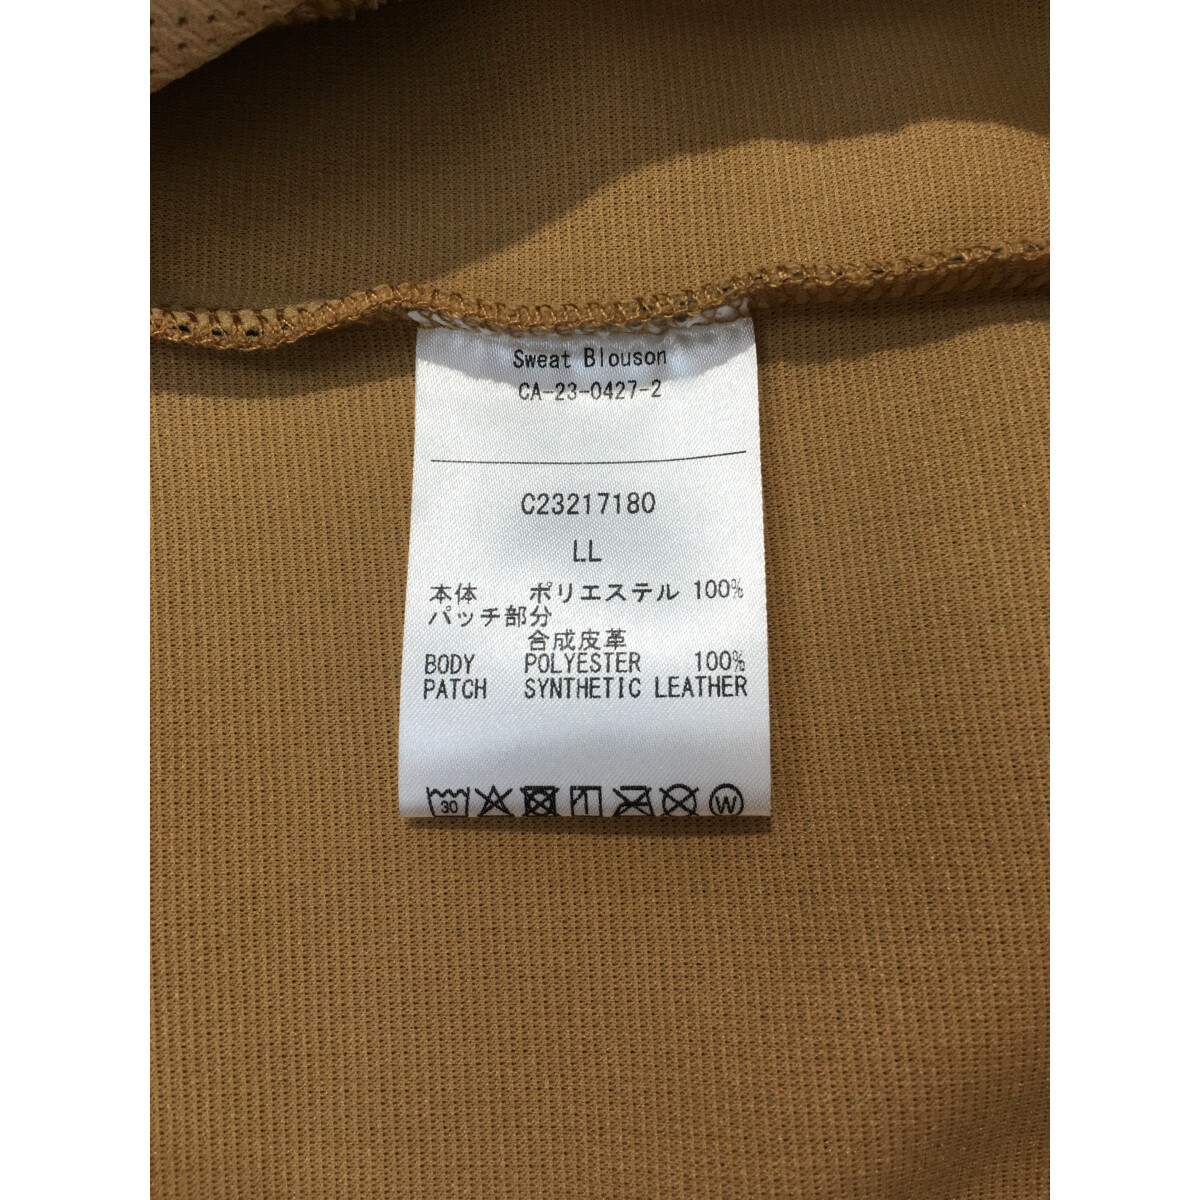 Sweat Blouson
CA-23-0427-2
C23217180
LL
本体 ポリエステル 100%
パッチ部分
合成皮革
BODY POLYESTER 100%
PATCH SYNTHETIC LEATHER
30 W